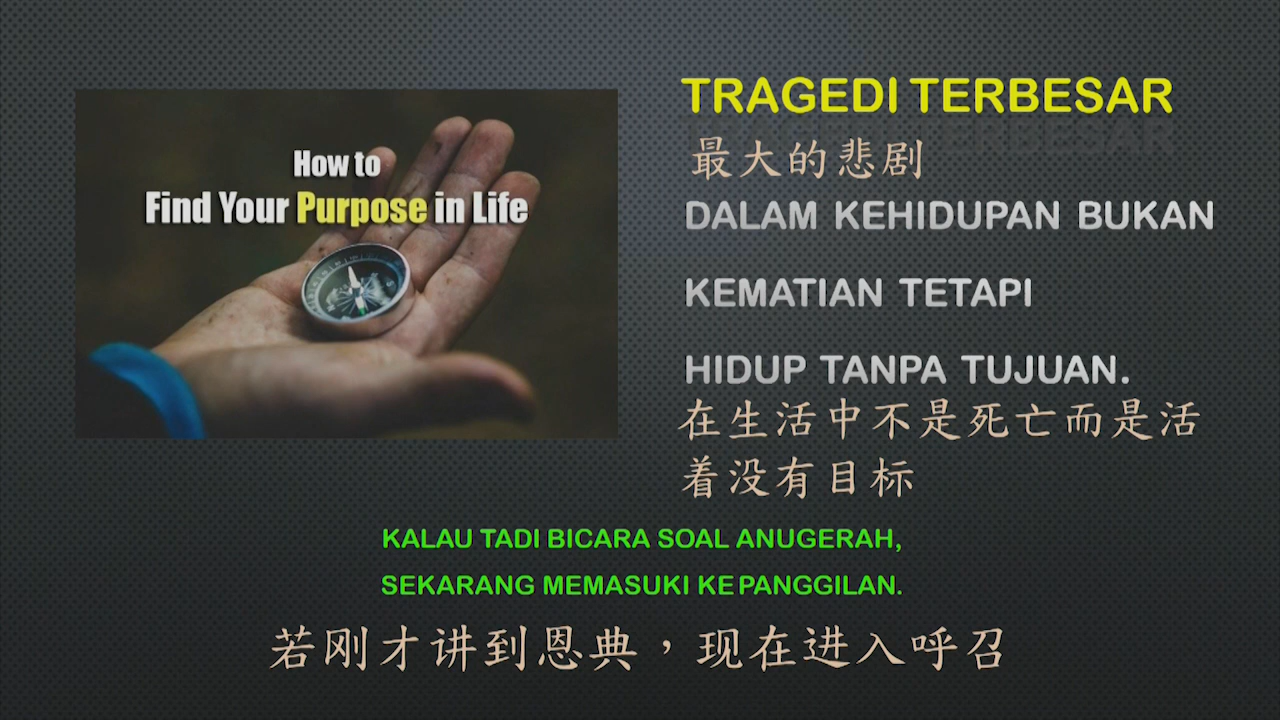 How to
Find Your Purpose in Life
TRAGEDI TERBESAR
最大的悲剧
DALAM KEHIDUPAN BUKAN
KEMATIAN TETAPI
HIDUP TANPA TUJUAN.
在生活中不是死亡而是活
着没有目标
KALAU TADI BICARA SOAL ANUGERAH,
SEKARANG MEMASUKI KE PANGGILAN.
若刚才讲到恩典，现在进入呼召